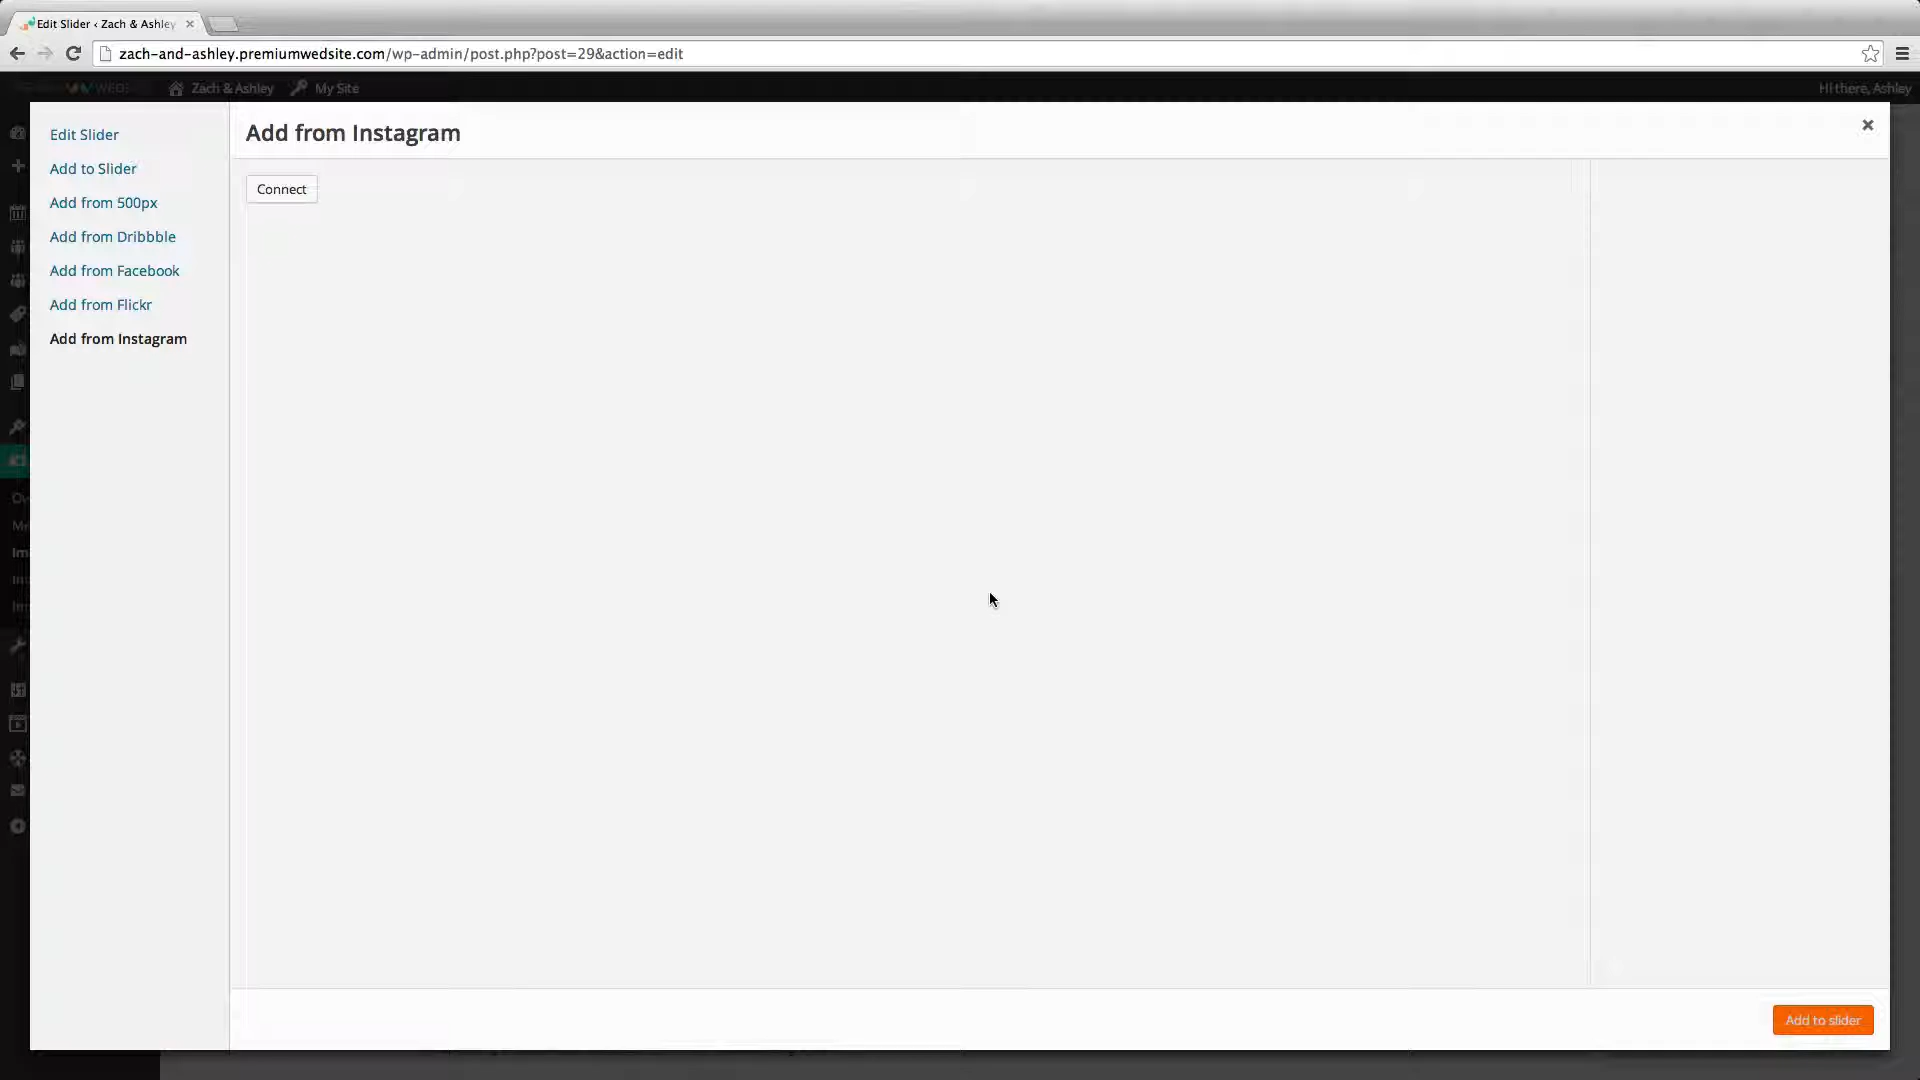 Edit Slider ‹ Zach & Ashley
zach-and-ashley.premiumwedsite.com/wp-admin/post.php?post=29&action=edit
Zach & Ashley
My Site
Hi there, Ashley
Edit Slider
Add to Slider
Add from 500px
Add from Dribbble
Add from Facebook
Add from Flickr
Add from Instagram
Add from Instagram
Connect
Add to slider